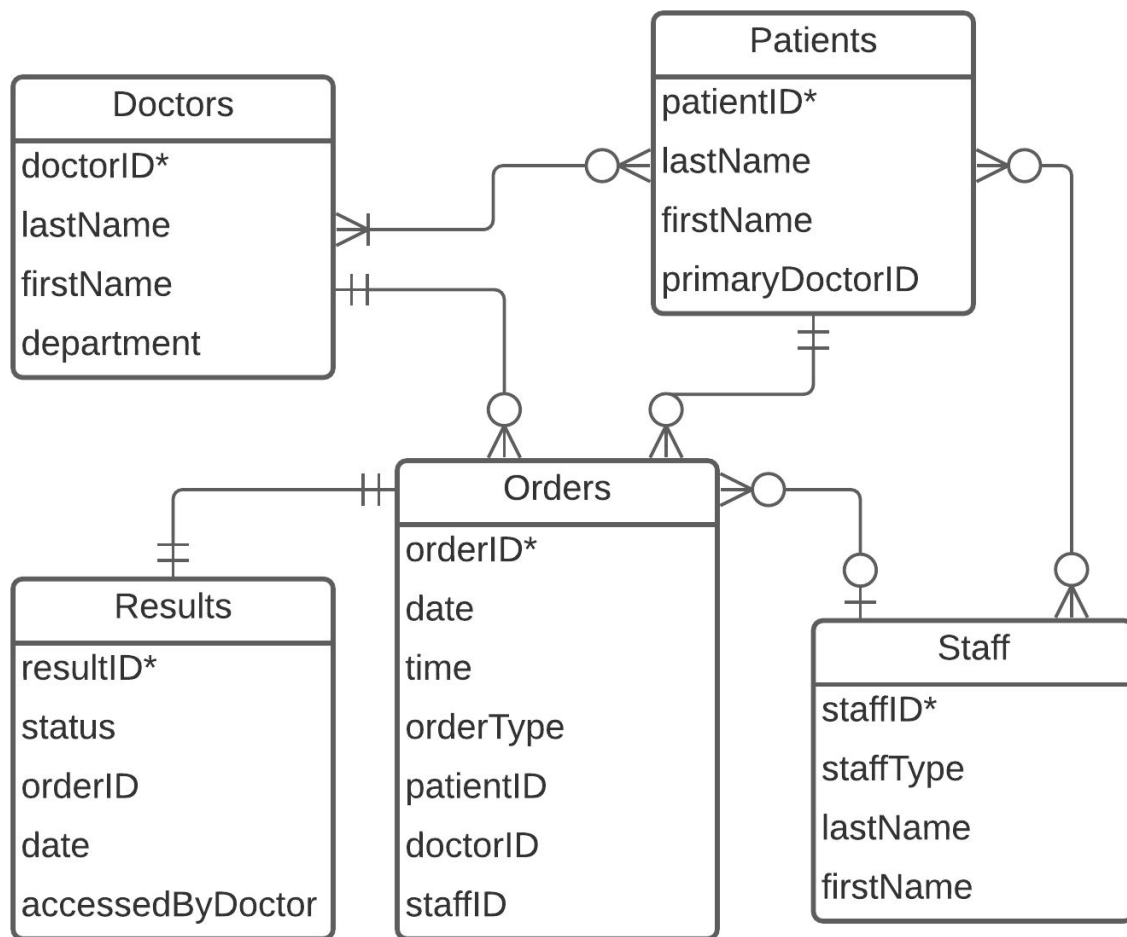 Doctors
doctorID*
lastName
firstName
department
Patients
patientID*
lastName
firstName
primaryDoctorID
Results
resultID*
status
orderID
date
accessedByDoctor
Orders
orderID*
date
time
orderType
patientID
doctorID
staffID
Staff
staffID*
staffType
lastName
firstName